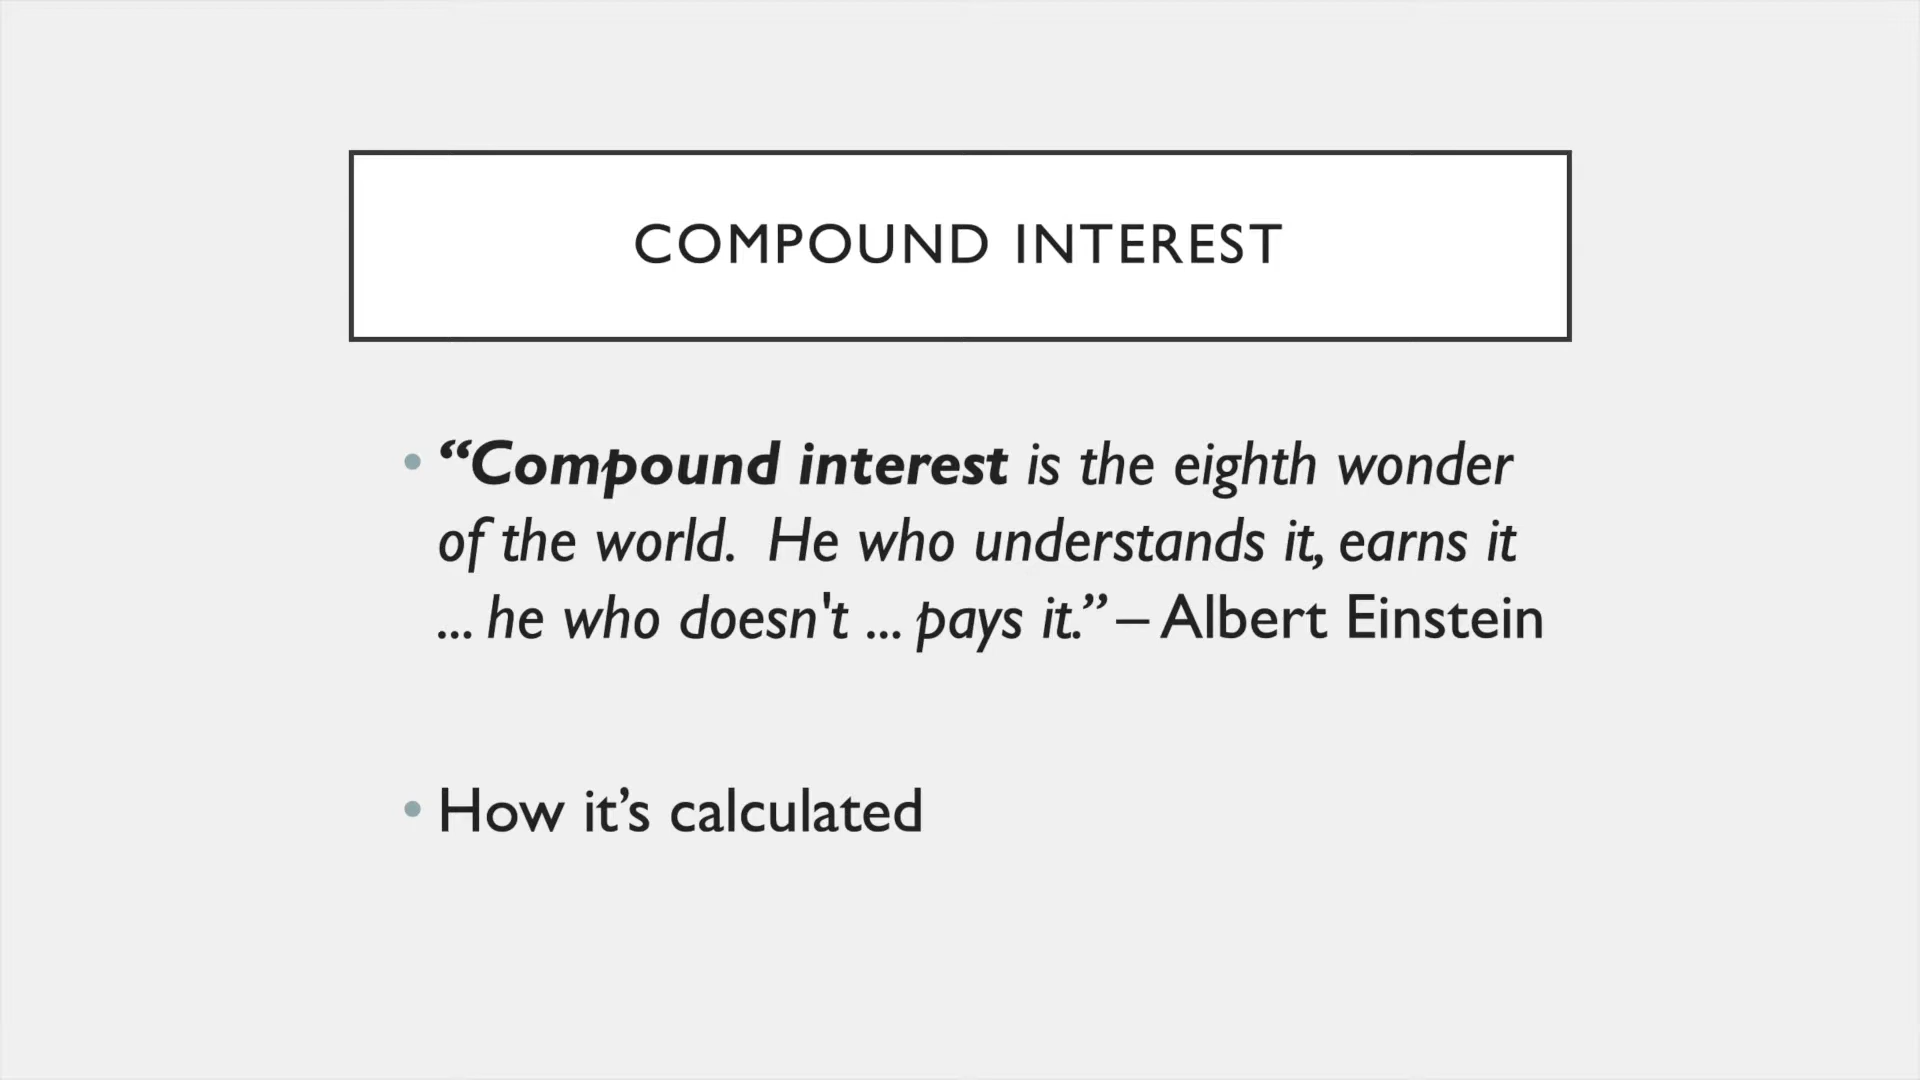 COMPOUND INTEREST
• “Compound interest is the eighth wonder
of the world.  He who understands it, earns it
... he who doesn't ... pays it.” – Albert Einstein
• How it’s calculated